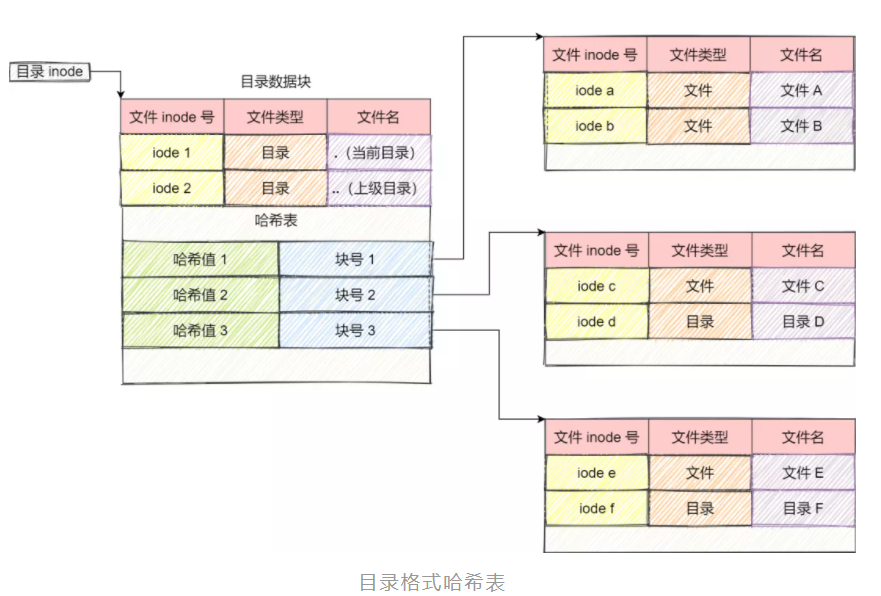 目录 inode
目录数据块
文件 inode 号 文件类型 文件名
iode 1 目录 .（当前目录）
iode 2 目录 ..（上级目录）
哈希表
哈希值 1 块号 1
哈希值 2 块号 2
哈希值 3 块号 3
文件 inode 号 文件类型 文件名
iode a 文件 文件 A
iode b 文件 文件 B
文件 inode 号 文件类型 文件名
iode c 文件 文件 C
iode d 目录 目录 D
文件 inode 号 文件类型 文件名
iode e 文件 文件 E
iode f 目录 目录 F
目录格式哈希表